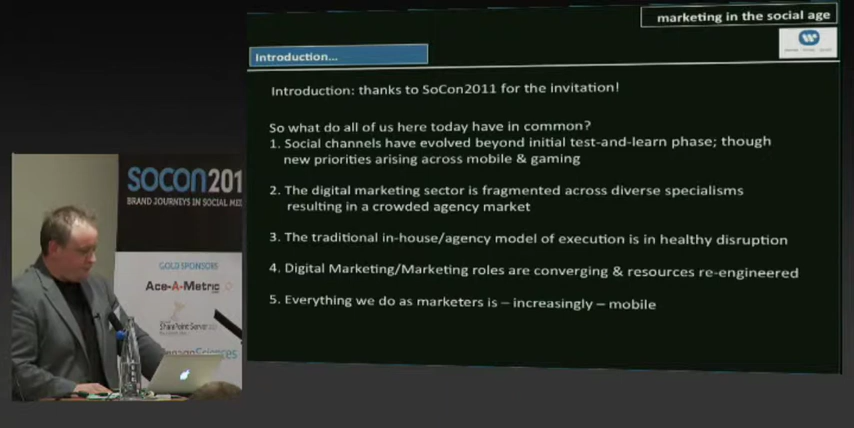 marketing in the social age
Introduction...
Introduction: thanks to SoCon2011 for the invitation!
So what do all of us here today have in common?
1. Social channels have evolved beyond initial test-and-learn phase; though
new priorities arising across mobile & gaming
2. The digital marketing sector is fragmented across diverse specialisms
resulting in a crowded agency market
3. The traditional in-house/agency model of execution is in healthy disruption
4. Digital Marketing/Marketing roles are converging & resources re-engineered
5. Everything we do as marketers is – increasingly – mobile
SOCON201
BRAND JOURNEYS IN SOCIAL ME
GOLD SPONSORS
Ace-A-Metric
SharePoint Server
Sciences